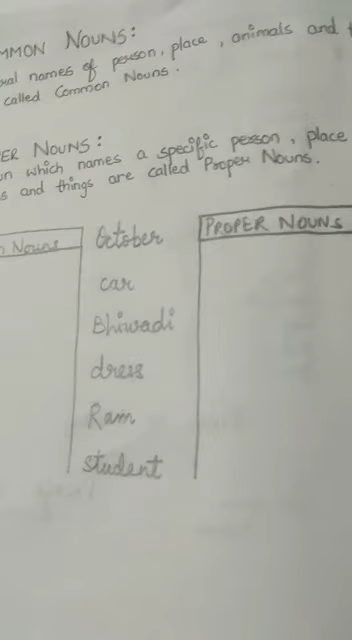 MMON NOUNS:
names of person, place, animals and
called Common Nouns.
ER NOUNS:
which names a specific person, place
s and things are called Proper Nouns.
Nouns
October
PROPER NOUNS
car
Bhiwadi
dress
Ram
student